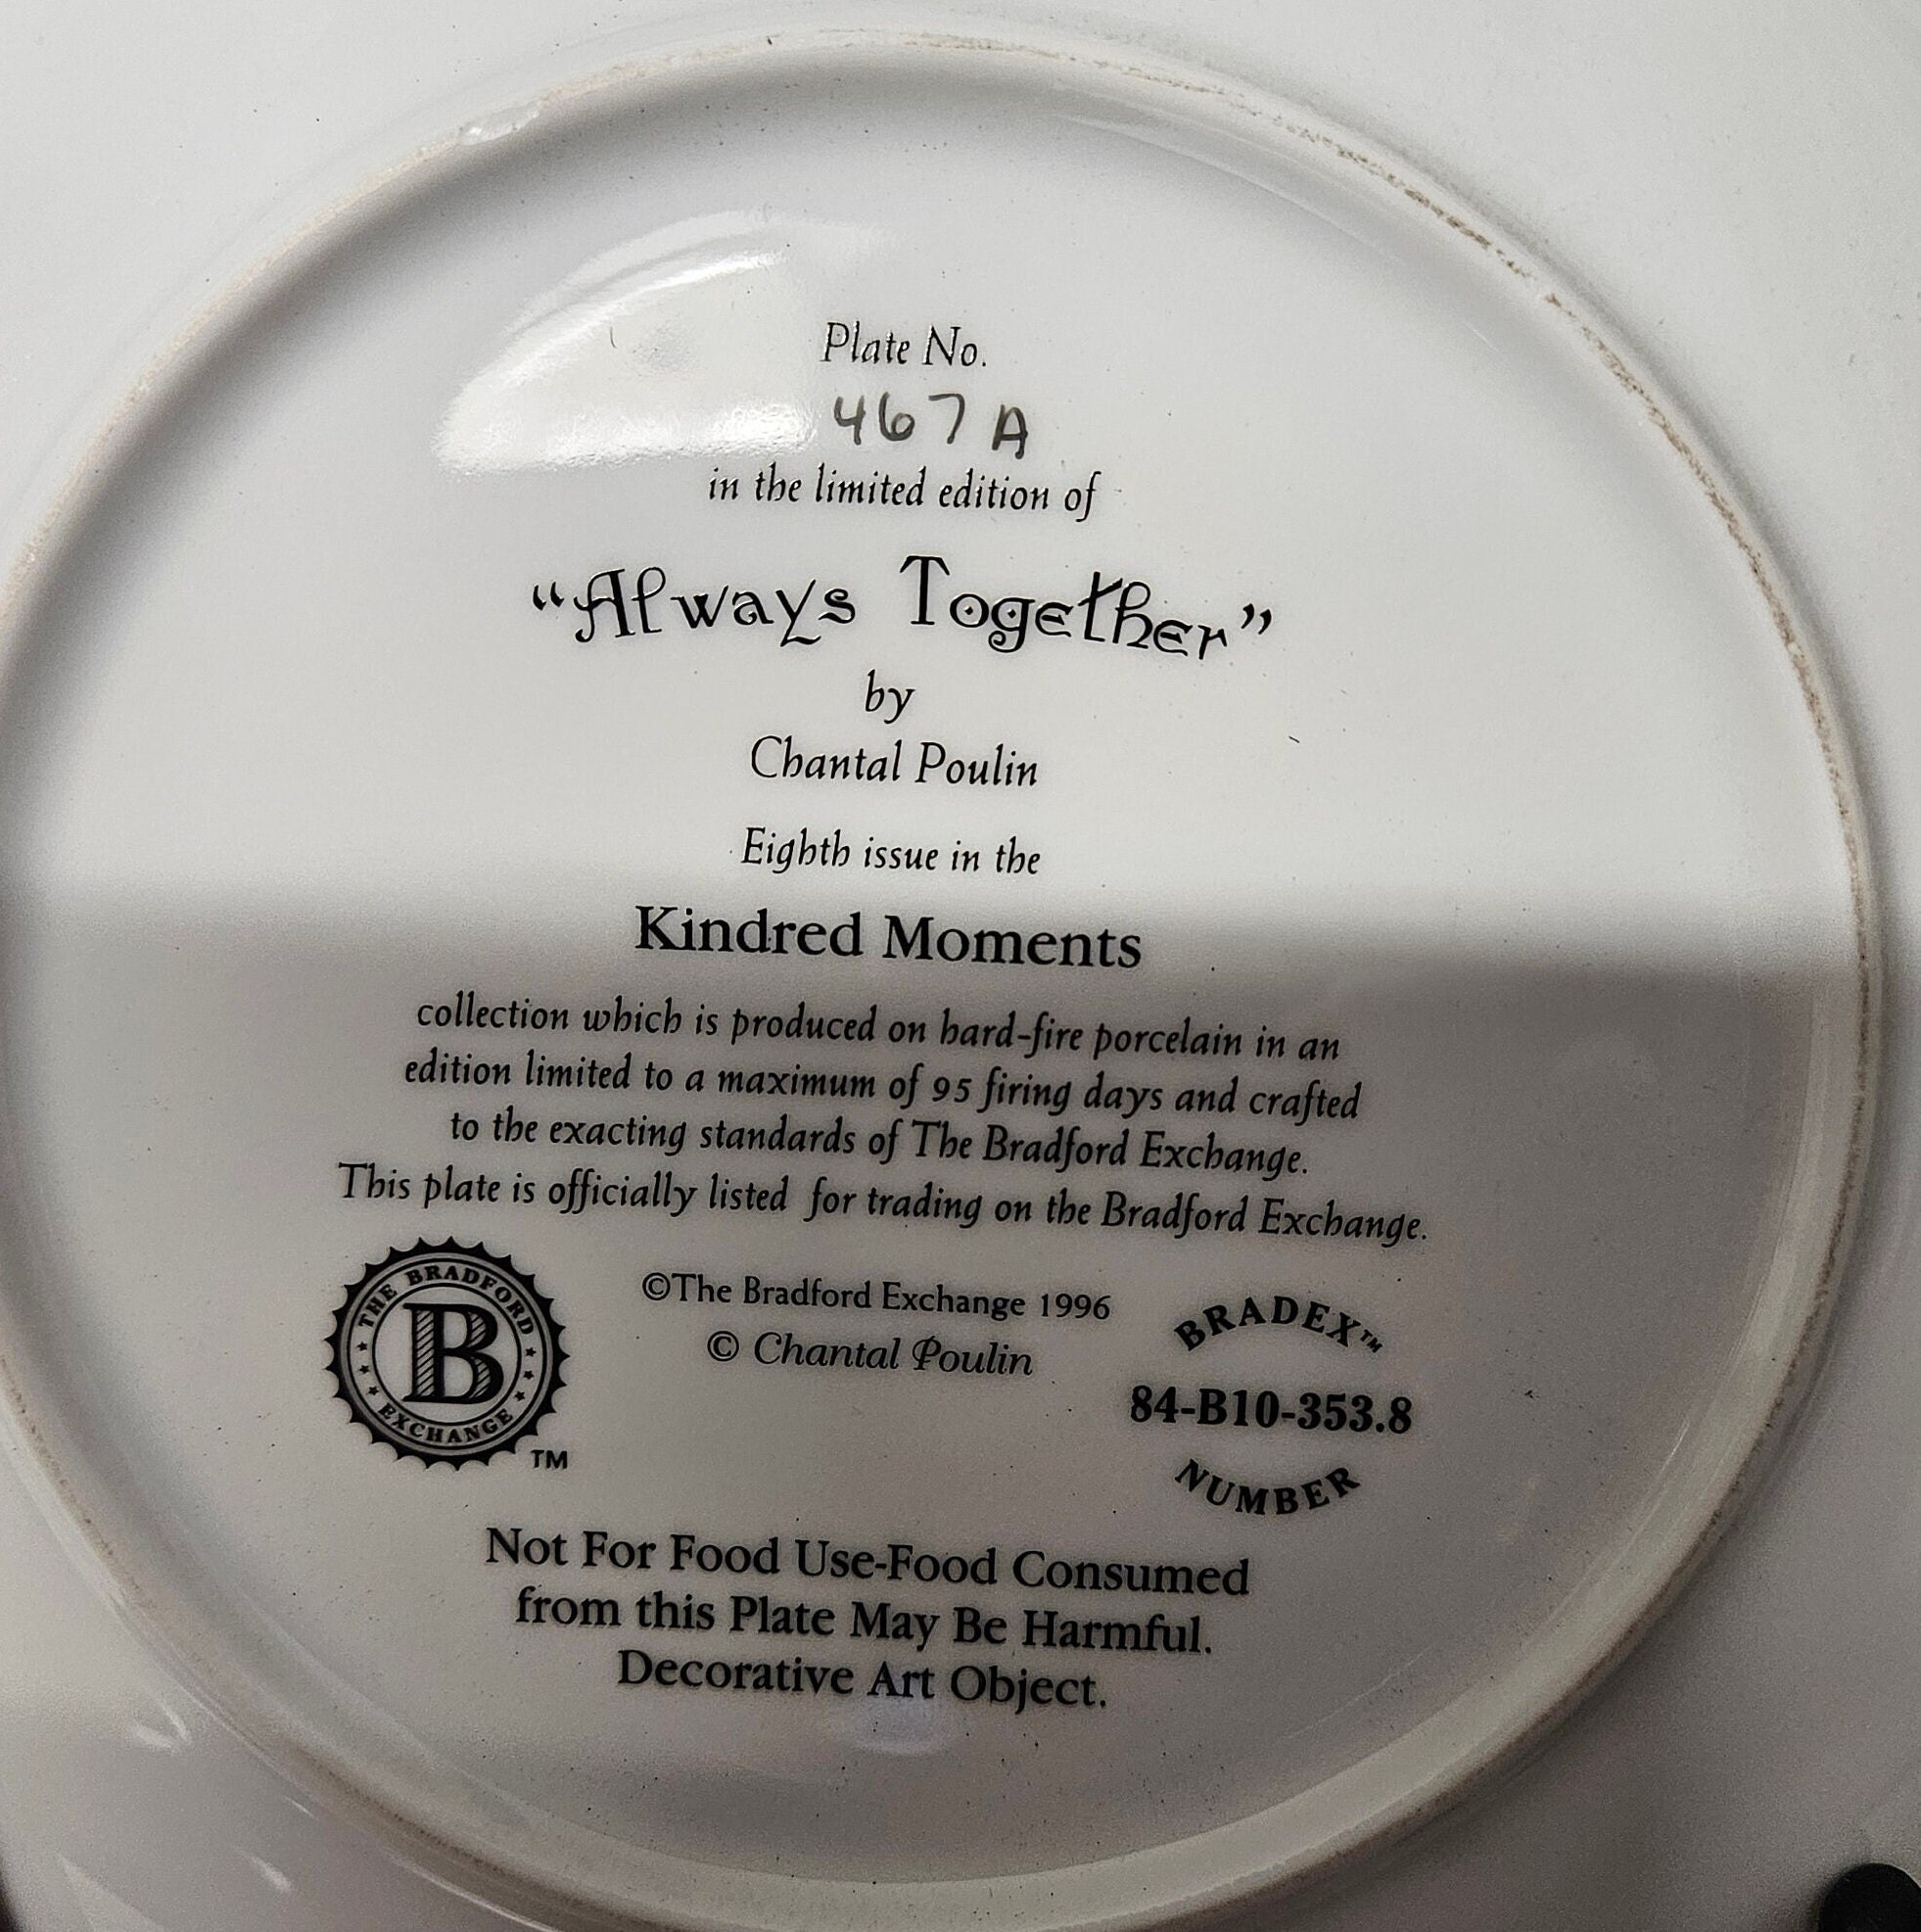 Plate No.
467A
in the limited edition of
“Always Together”
by
Chantal Poulin
Eighth issue in the
Kindred Moments
collection which is produced on hard-fire porcelain in an
edition limited to a maximum of 95 firing days and crafted
to the exacting standards of The Bradford Exchange.
This plate is officially listed for trading on the Bradford Exchange.
THE BRADFORD
B
EXCHANGE
TM
©The Bradford Exchange 1996
© Chantal Poulin
BRADEX™
84-B10-353.8
NUMBER
Not For Food Use-Food Consumed
from this Plate May Be Harmful.
Decorative Art Object.